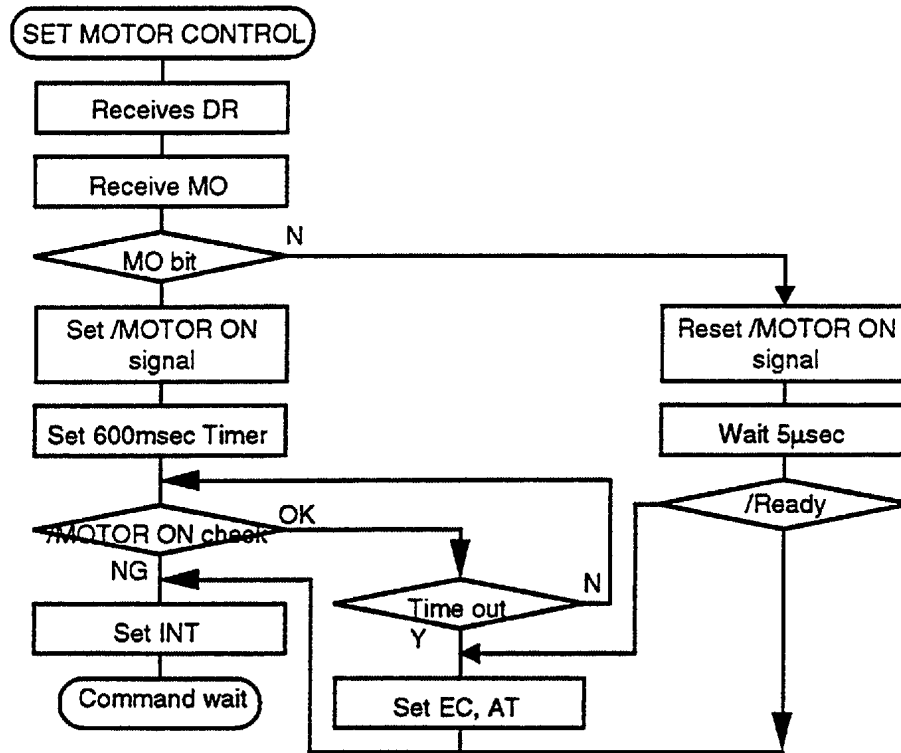 SET MOTOR CONTROL
Receives DR
Receive MO
MO bit
N
Set /MOTOR ON
signal
Set 600msec Timer
/MOTOR ON check
OK
NG
Set INT
Command wait
Time out
N
Y
Set EC, AT
Reset /MOTOR ON
signal
Wait 5μsec
/Ready